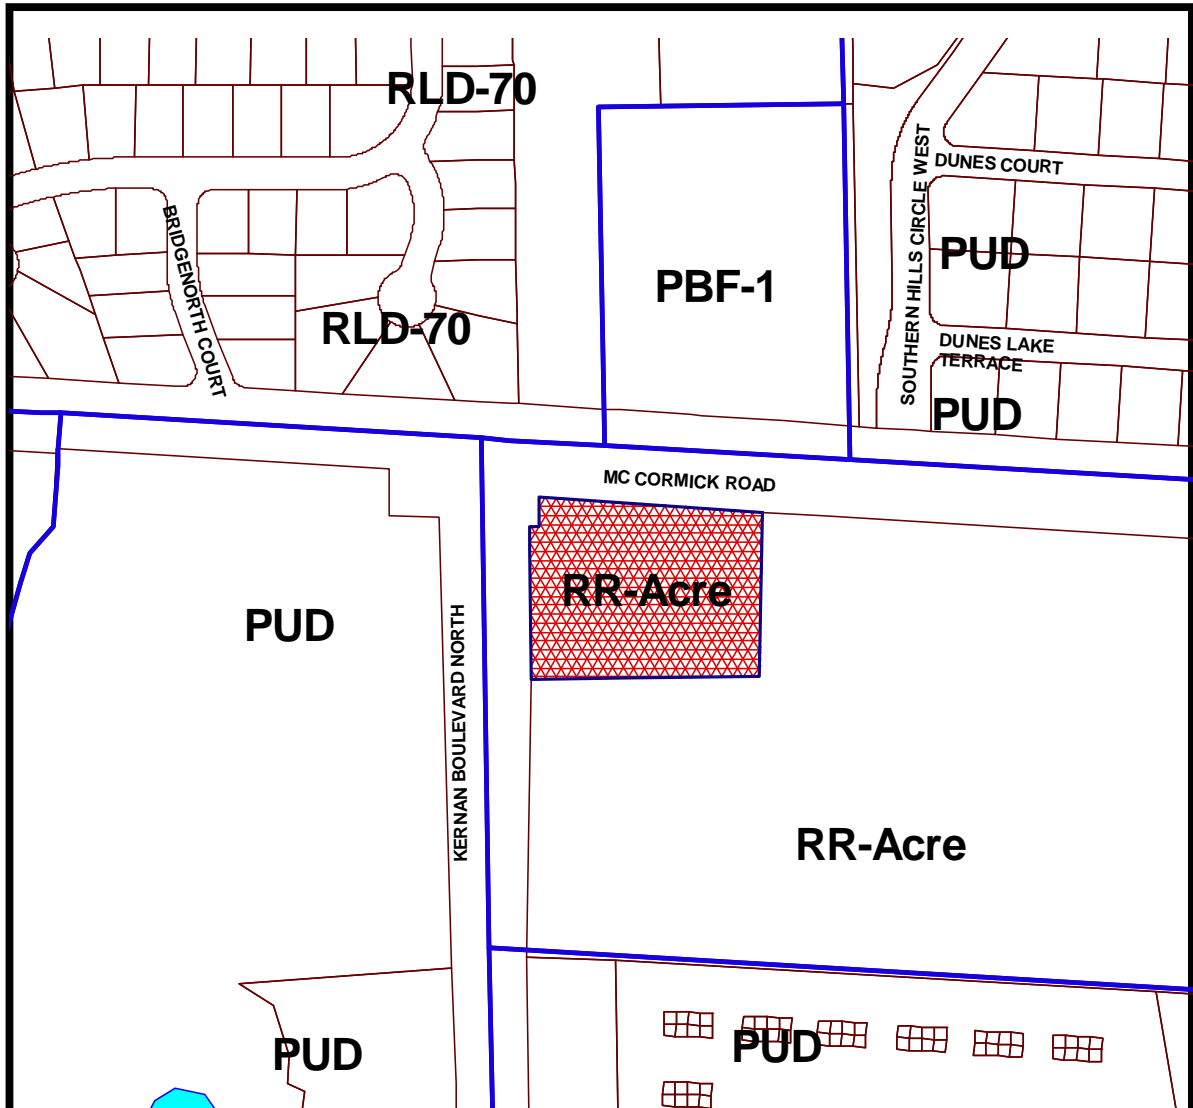 RLD-70
DUNES COURT
SOUTHERN HILLS CIRCLE WEST
PUD
BRIDGENORTH COURT
PBF-1
RLD-70
DUNES LAKE
TERRACE
PUD
MC CORMICK ROAD
RR-Acre
PUD
KERNAN BOULEVARD NORTH
RR-Acre
PUD
PUD